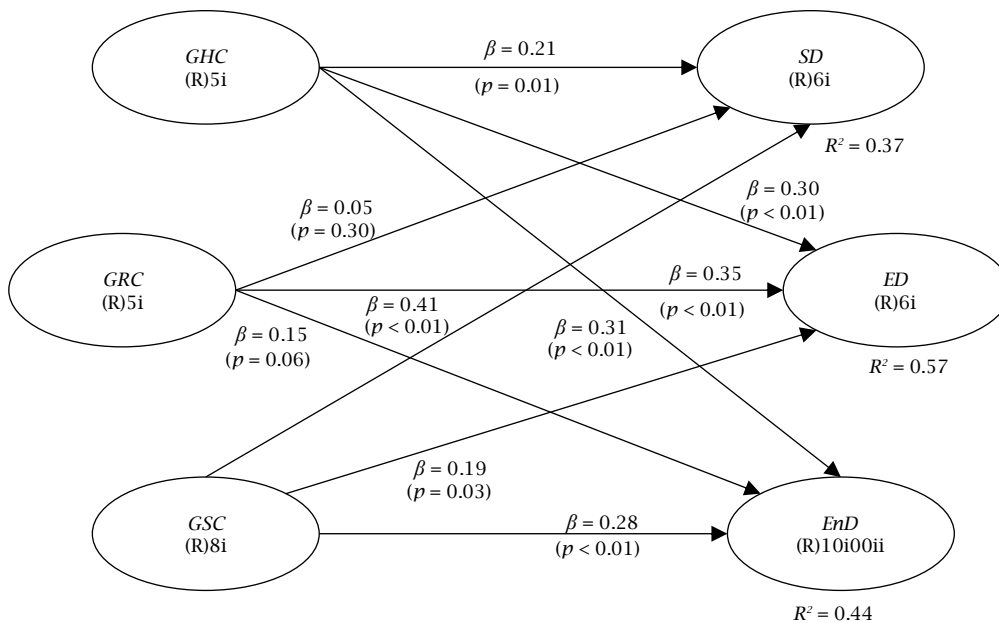 GHC
(R)5i
β = 0.21
(p = 0.01)
SD
(R)6i
R² = 0.37
β = 0.30
(p < 0.01)
β = 0.05
(p = 0.30)
GRC
(R)5i
β = 0.35
(p < 0.01)
ED
(R)6i
R² = 0.57
β = 0.41
(p < 0.01)
β = 0.15
(p = 0.06)
β = 0.31
(p < 0.01)
β = 0.19
(p = 0.03)
GSC
(R)8i
β = 0.28
(p < 0.01)
EnD
(R)10i00ii
R² = 0.44